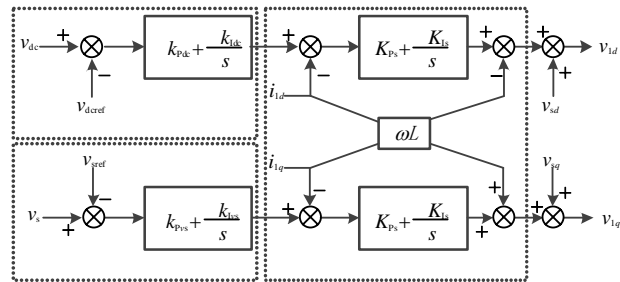 v_dc + − v_dcref
k_Pdc + k_Idc/s
+ −
K_Ps + K_Is/s
+ −
+ + v_1d
v_sd
i_1d
ωL
i_1q
v_sref
v_sq
v_s + −
k_Pvs + k_Ivs/s
+ −
K_Ps + K_Is/s
+ +
+ + v_1q